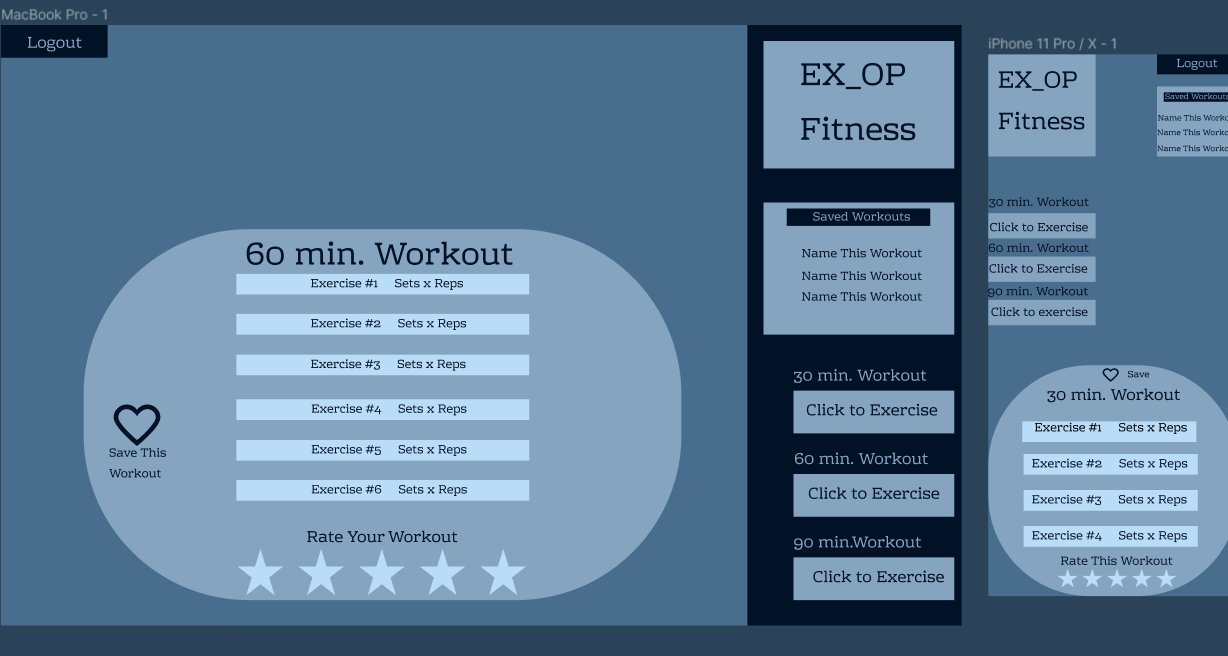 MacBook Pro - 1
Logout
60 min. Workout
Exercise #1 Sets x Reps
Exercise #2 Sets x Reps
Exercise #3 Sets x Reps
Exercise #4 Sets x Reps
Exercise #5 Sets x Reps
Exercise #6 Sets x Reps
Save This
Workout
Rate Your Workout
EX_OP
Fitness
Saved Workouts
Name This Workout
Name This Workout
Name This Workout
30 min. Workout
Click to Exercise
60 min. Workout
Click to Exercise
90 min.Workout
Click to Exercise
iPhone 11 Pro / X - 1
EX_OP
Fitness
Logout
Saved Workouts
Name This Worko
Name This Worko
Name This Worko
30 min. Workout
Click to Exercise
60 min. Workout
Click to Exercise
90 min. Workout
Click to exercise
Save
30 min. Workout
Exercise #1 Sets x Reps
Exercise #2 Sets x Reps
Exercise #3 Sets x Reps
Exercise #4 Sets x Reps
Rate This Workout